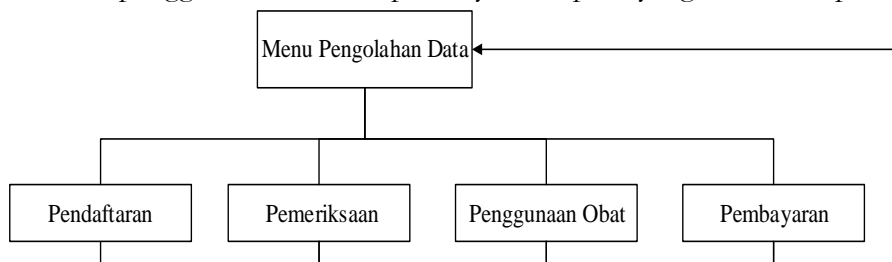 Menu Pengolahan Data
Pendaftaran
Pemeriksaan
Penggunaan Obat
Pembayaran